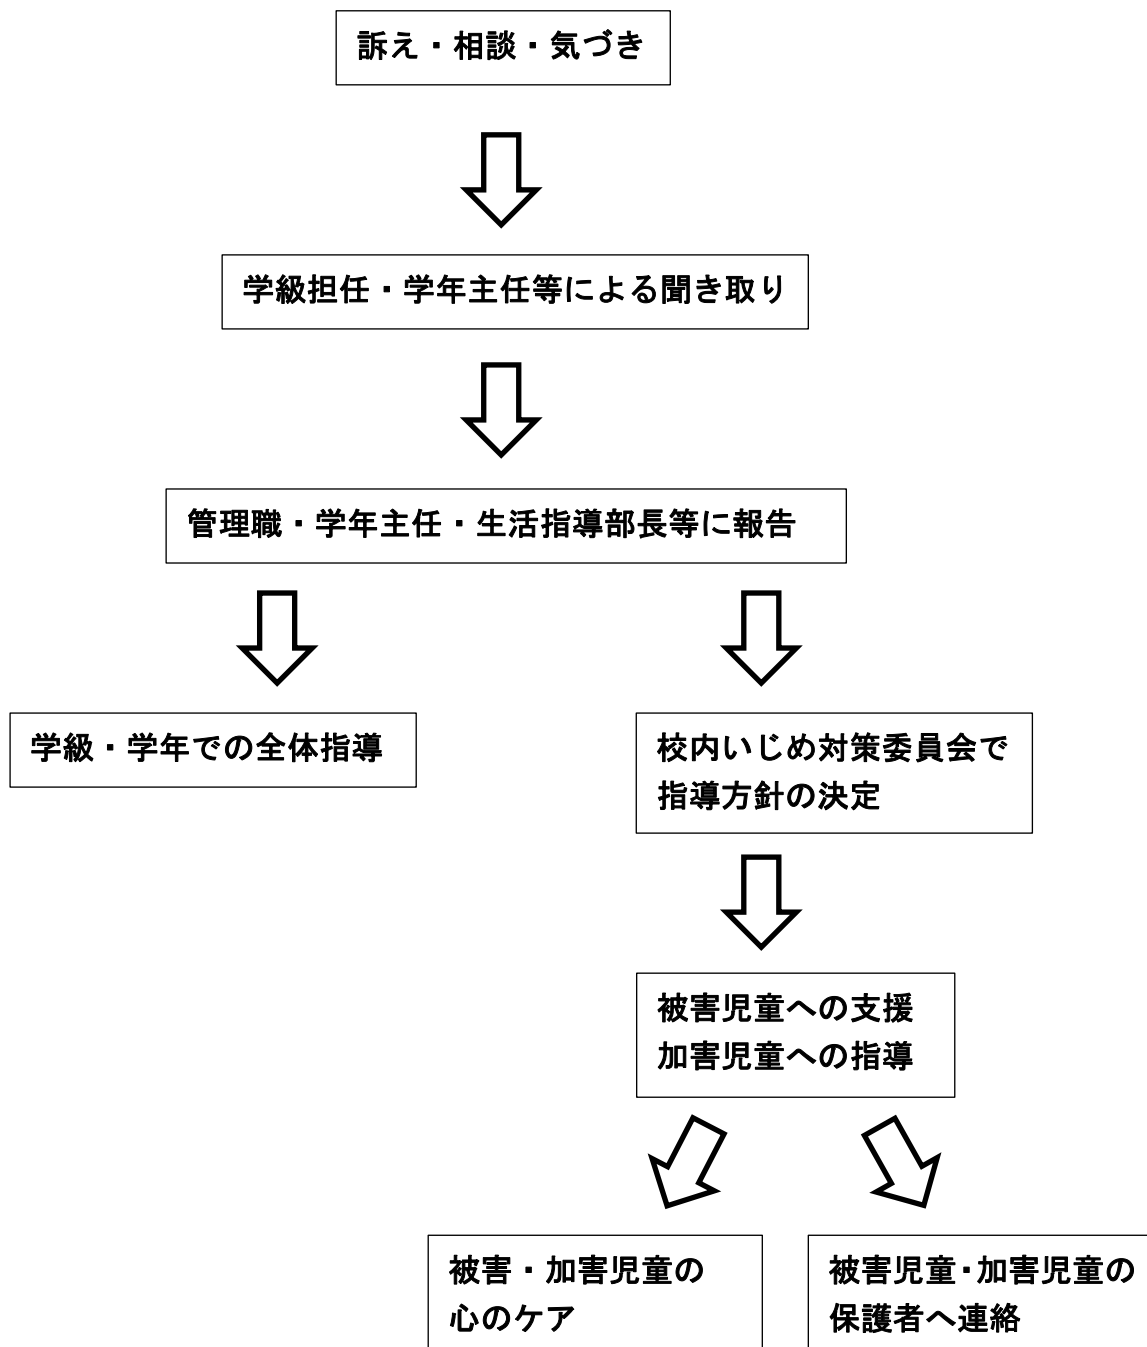 訴え・相談・気づき
学級担任・学年主任等による聞き取り
管理職・学年主任・生活指導部長等に報告
学級・学年での全体指導
校内いじめ対策委員会で
指導方針の決定
被害児童への支援
加害児童への指導
被害・加害児童の
心のケア
被害児童・加害児童の
保護者へ連絡